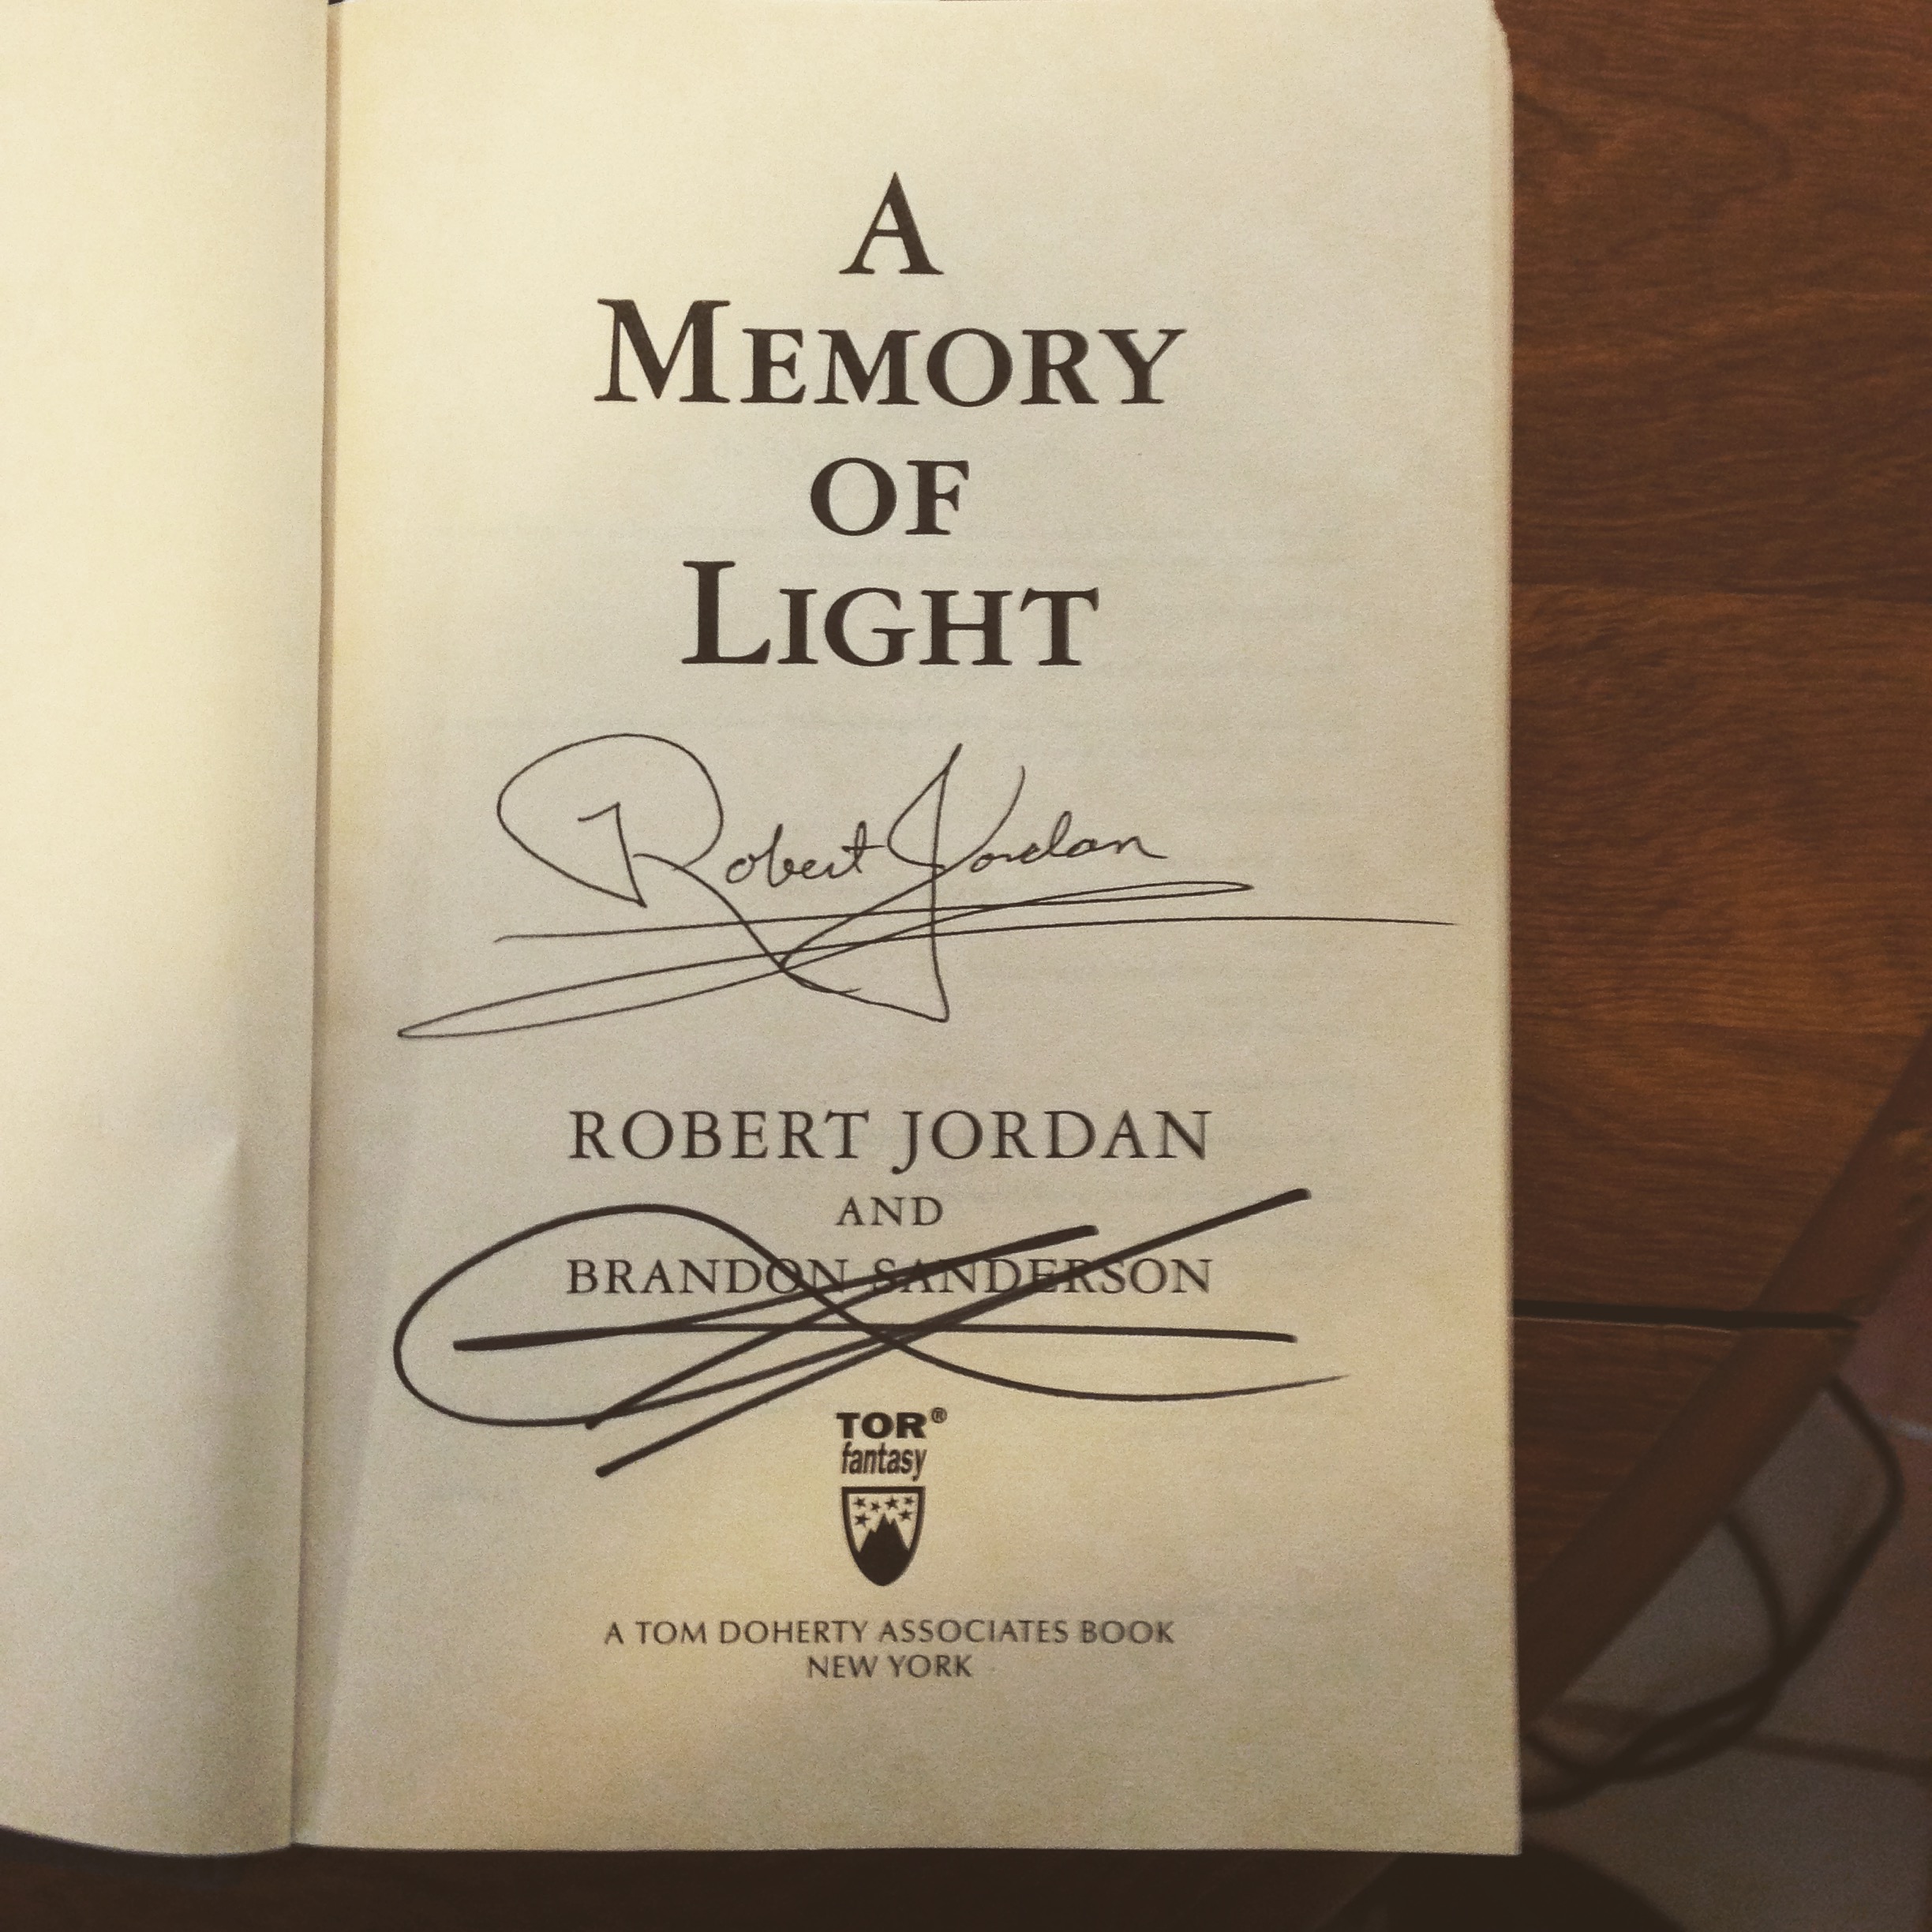 A
MEMORY
OF
LIGHT
Robert Jordan
ROBERT JORDAN
AND
BRANDON SANDERSON
TOR®
fantasy
A TOM DOHERTY ASSOCIATES BOOK
NEW YORK